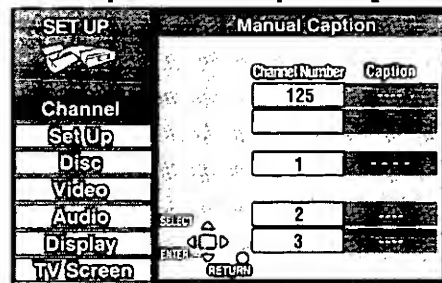 SET UP
Manual Caption
Channel Number Caption
125 ----
Channel
Set Up
Disc
1 ----
Video
Audio
2 ----
Display
3 ----
TV Screen
SELECT
ENTER
RETURN